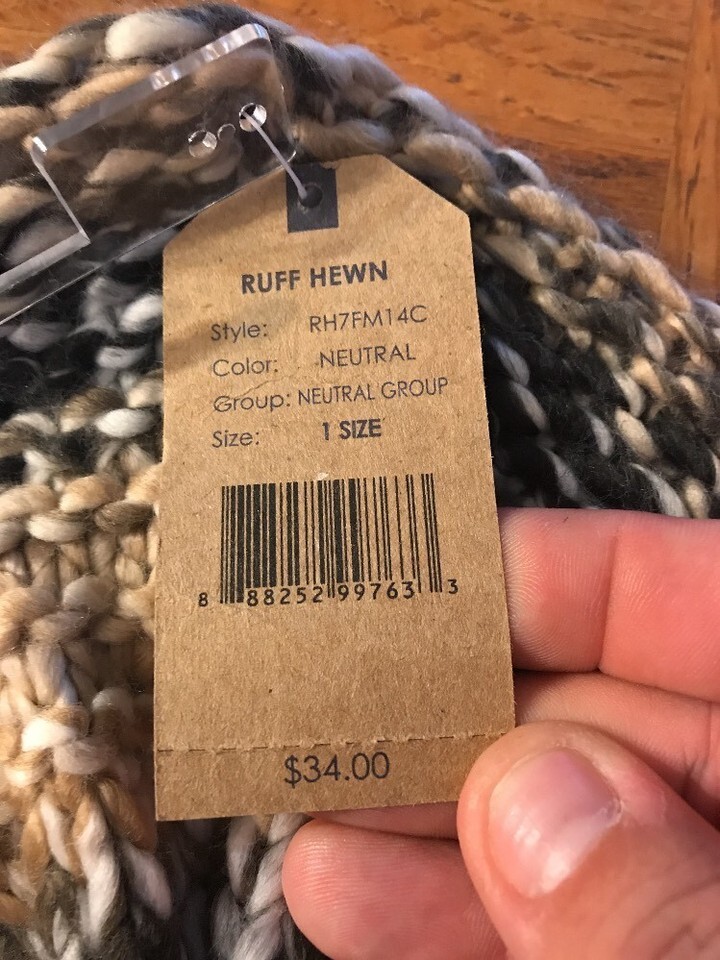 RUFF HEWN
Style: RH7FM14C
Color: NEUTRAL
Group: NEUTRAL GROUP
Size: 1 SIZE
8 88252 99763 3
$34.00